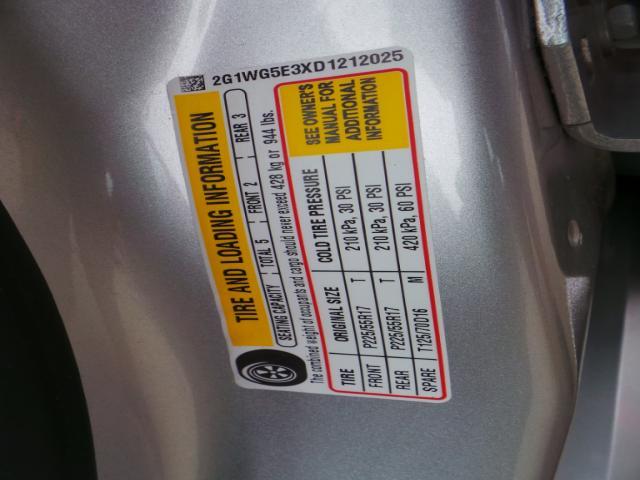 2G1WG5E3XD1212025
TIRE AND LOADING INFORMATION
SEATING CAPACITY TOTAL 5 FRONT 2 REAR 3
The combined weight of occupants and cargo should never exceed 428 kg or 944 lbs.
TIRE ORIGINAL SIZE COLD TIRE PRESSURE SEE OWNER'S MANUAL FOR ADDITIONAL INFORMATION
FRONT P225/55R17 T 210 kPa, 30 PSI
REAR P225/55R17 T 210 kPa, 30 PSI
SPARE T125/70D16 M 420 kPa, 60 PSI